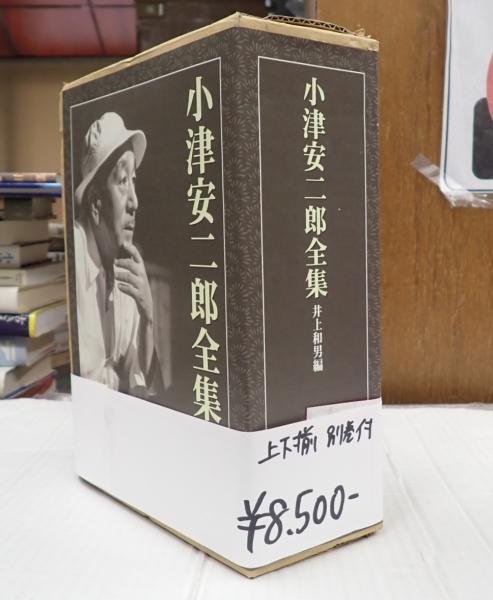 小津安二郎全集
小津安二郎全集
井上和男編
上下揃 別巻付
¥8.500-